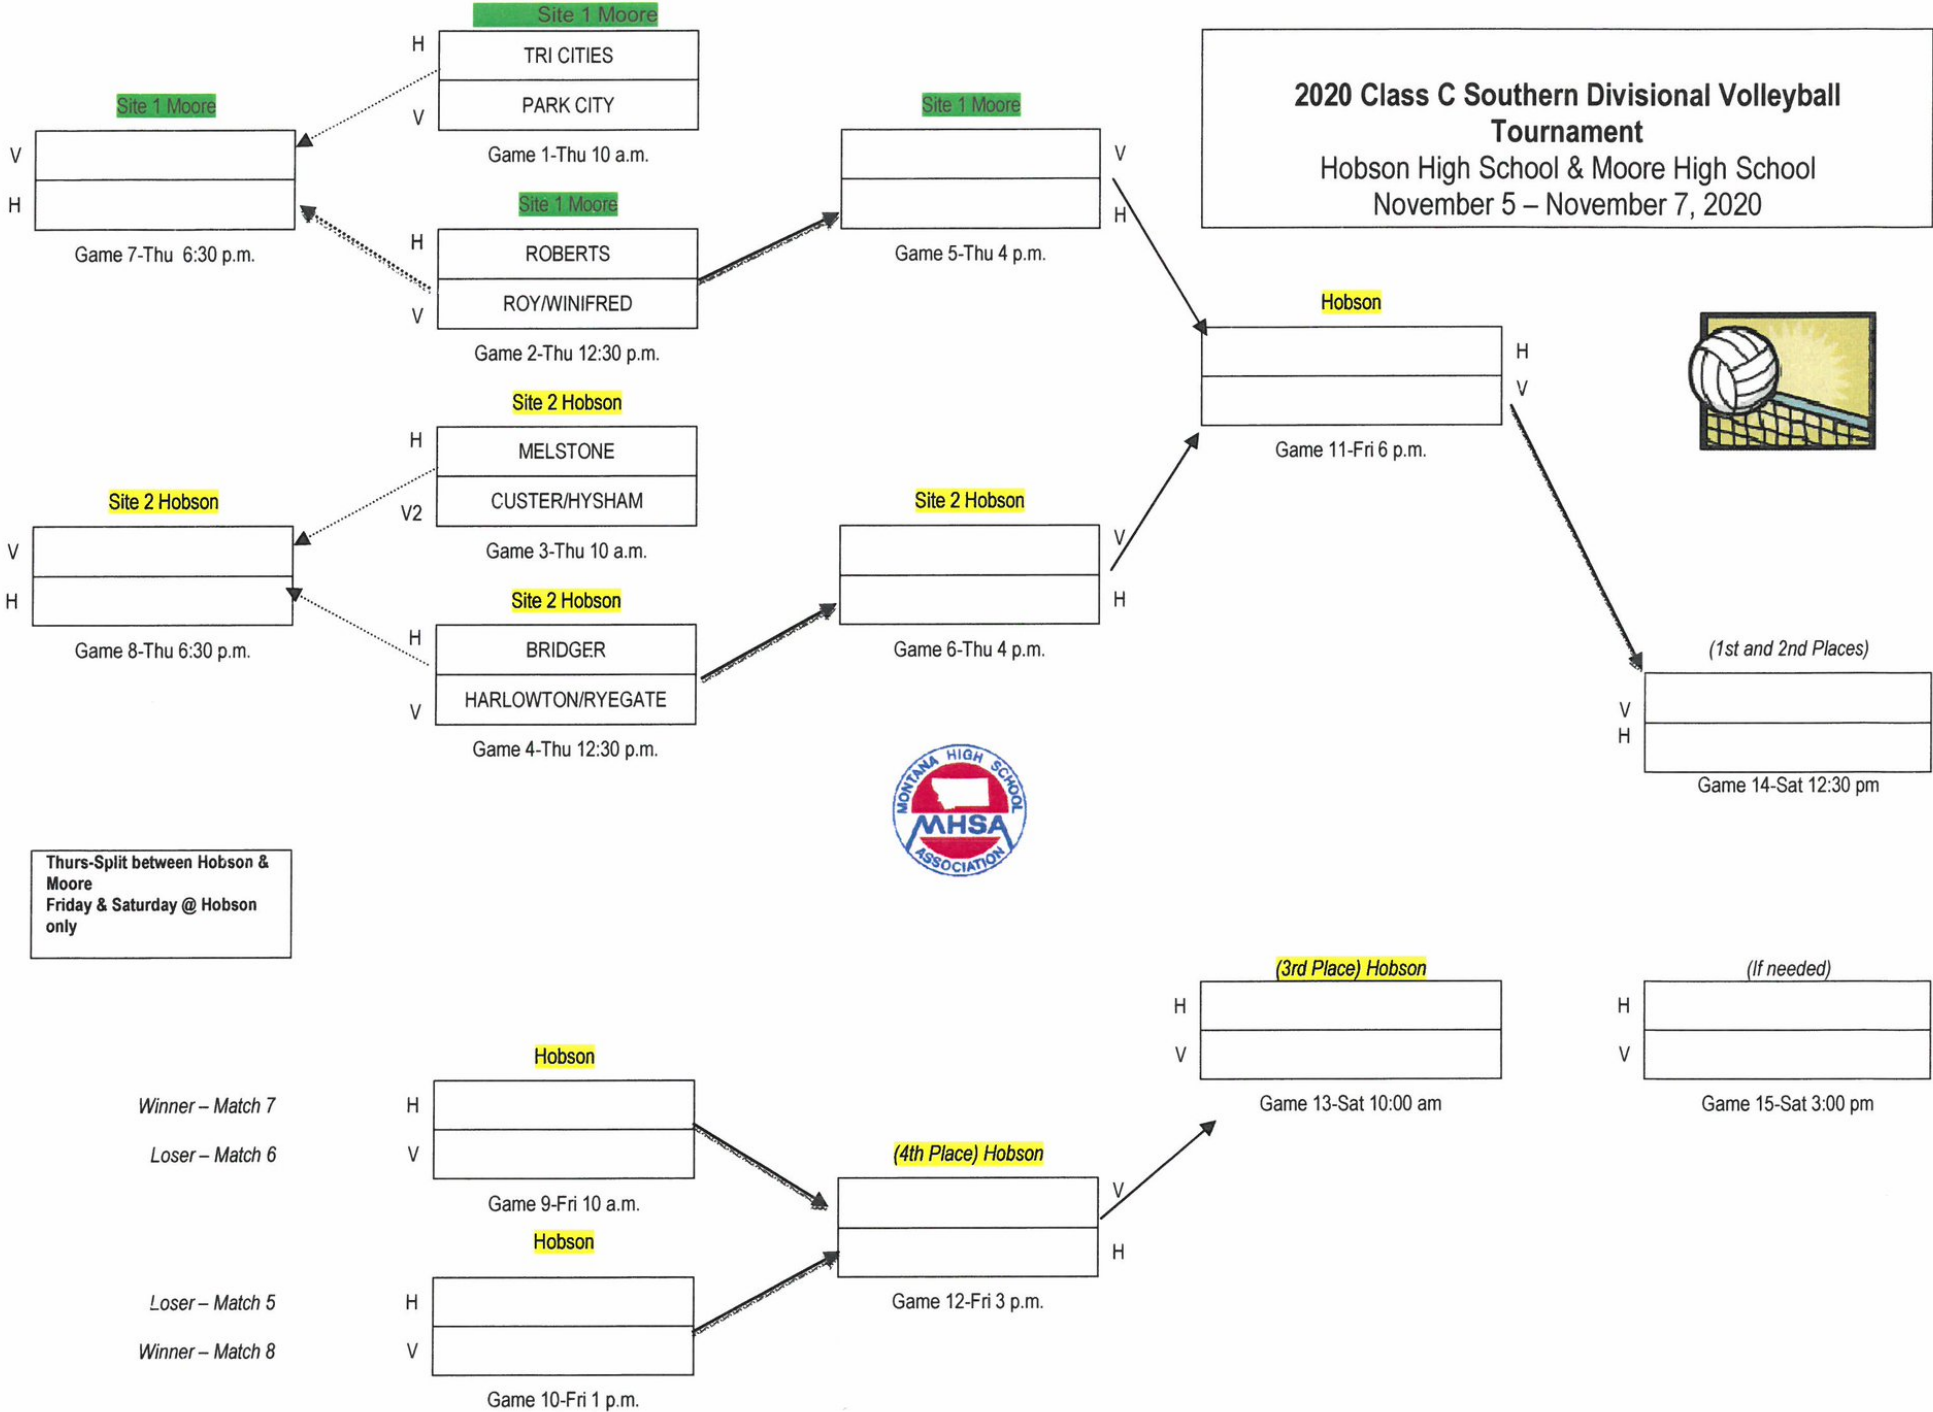 Site 1 Moore
H
TRI CITIES
PARK CITY
V
Game 1-Thu 10 a.m.
2020 Class C Southern Divisional Volleyball
Tournament
Hobson High School & Moore High School
November 5 – November 7, 2020
Site 1 Moore
V
H
Game 7-Thu 6:30 p.m.
Site 1 Moore
H
ROBERTS
ROY/WINIFRED
V
Game 2-Thu 12:30 p.m.
Site 1 Moore
V
H
Game 5-Thu 4 p.m.
Hobson
H
V
Game 11-Fri 6 p.m.
Site 2 Hobson
H
MELSTONE
CUSTER/HYSHAM
V2
Game 3-Thu 10 a.m.
Site 2 Hobson
V
H
Game 8-Thu 6:30 p.m.
Site 2 Hobson
H
BRIDGER
HARLOWTON/RYEGATE
V
Game 4-Thu 12:30 p.m.
Site 2 Hobson
V
H
Game 6-Thu 4 p.m.
(1st and 2nd Places)
V
H
Game 14-Sat 12:30 pm
MONTANA HIGH SCHOOL
MHSA
ASSOCIATION
Thurs-Split between Hobson &
Moore
Friday & Saturday @ Hobson
only
(3rd Place) Hobson
H
V
Game 13-Sat 10:00 am
(If needed)
H
V
Game 15-Sat 3:00 pm
Hobson
Winner – Match 7
H
Loser – Match 6
V
Game 9-Fri 10 a.m.
(4th Place) Hobson
V
H
Game 12-Fri 3 p.m.
Hobson
Loser – Match 5
H
Winner – Match 8
V
Game 10-Fri 1 p.m.